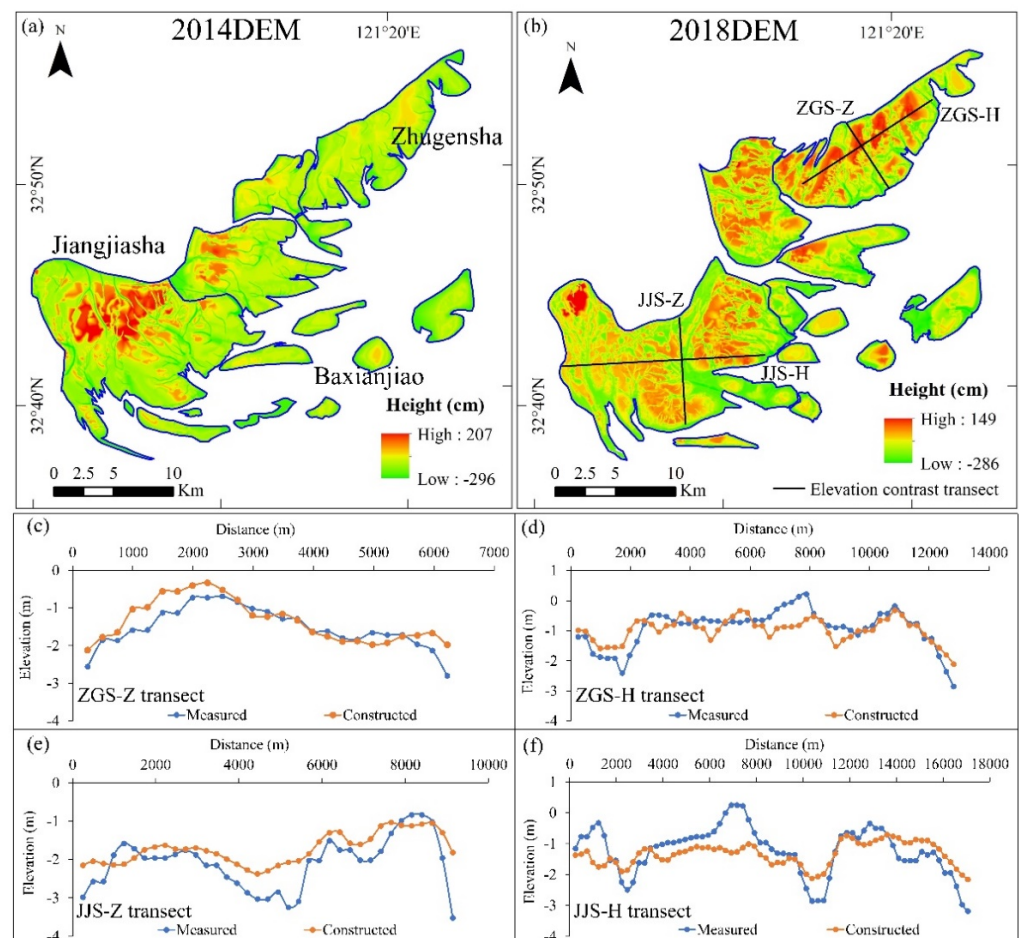 (a)
2014DEM
121°20'E
N
Zhugensha
32°50'N
Jiangjiasha
Baxianjiao
32°40'N
Height (cm)
High : 207
Low : -296
0 2.5 5 10
Km
(b)
2018DEM
121°20'E
N
ZGS-Z
ZGS-H
32°50'N
JJS-Z
JJS-H
32°40'N
Height (cm)
High : 149
Low : -286
0 2.5 5 10
Km
Elevation contrast transect
(c)
Distance (m)
0 1000 2000 3000 4000 5000 6000 7000
0
-1
-2
-3
-4
Elevation (m)
ZGS-Z transect
Measured Constructed
(d)
Distance (m)
0 2000 4000 6000 8000 10000 12000 14000
1
0
-1
-2
-3
-4
Elevation (m)
ZGS-H transect
Measured Constructed
(e)
Distance (m)
0 2000 4000 6000 8000 10000
0
-1
-2
-3
-4
Elevation (m)
JJS-Z transect
Measured Constructed
(f)
Distance (m)
0 2000 4000 6000 8000 10000 12000 14000 16000 18000
1
0
-1
-2
-3
-4
Elevation (m)
JJS-H transect
Measured Constructed